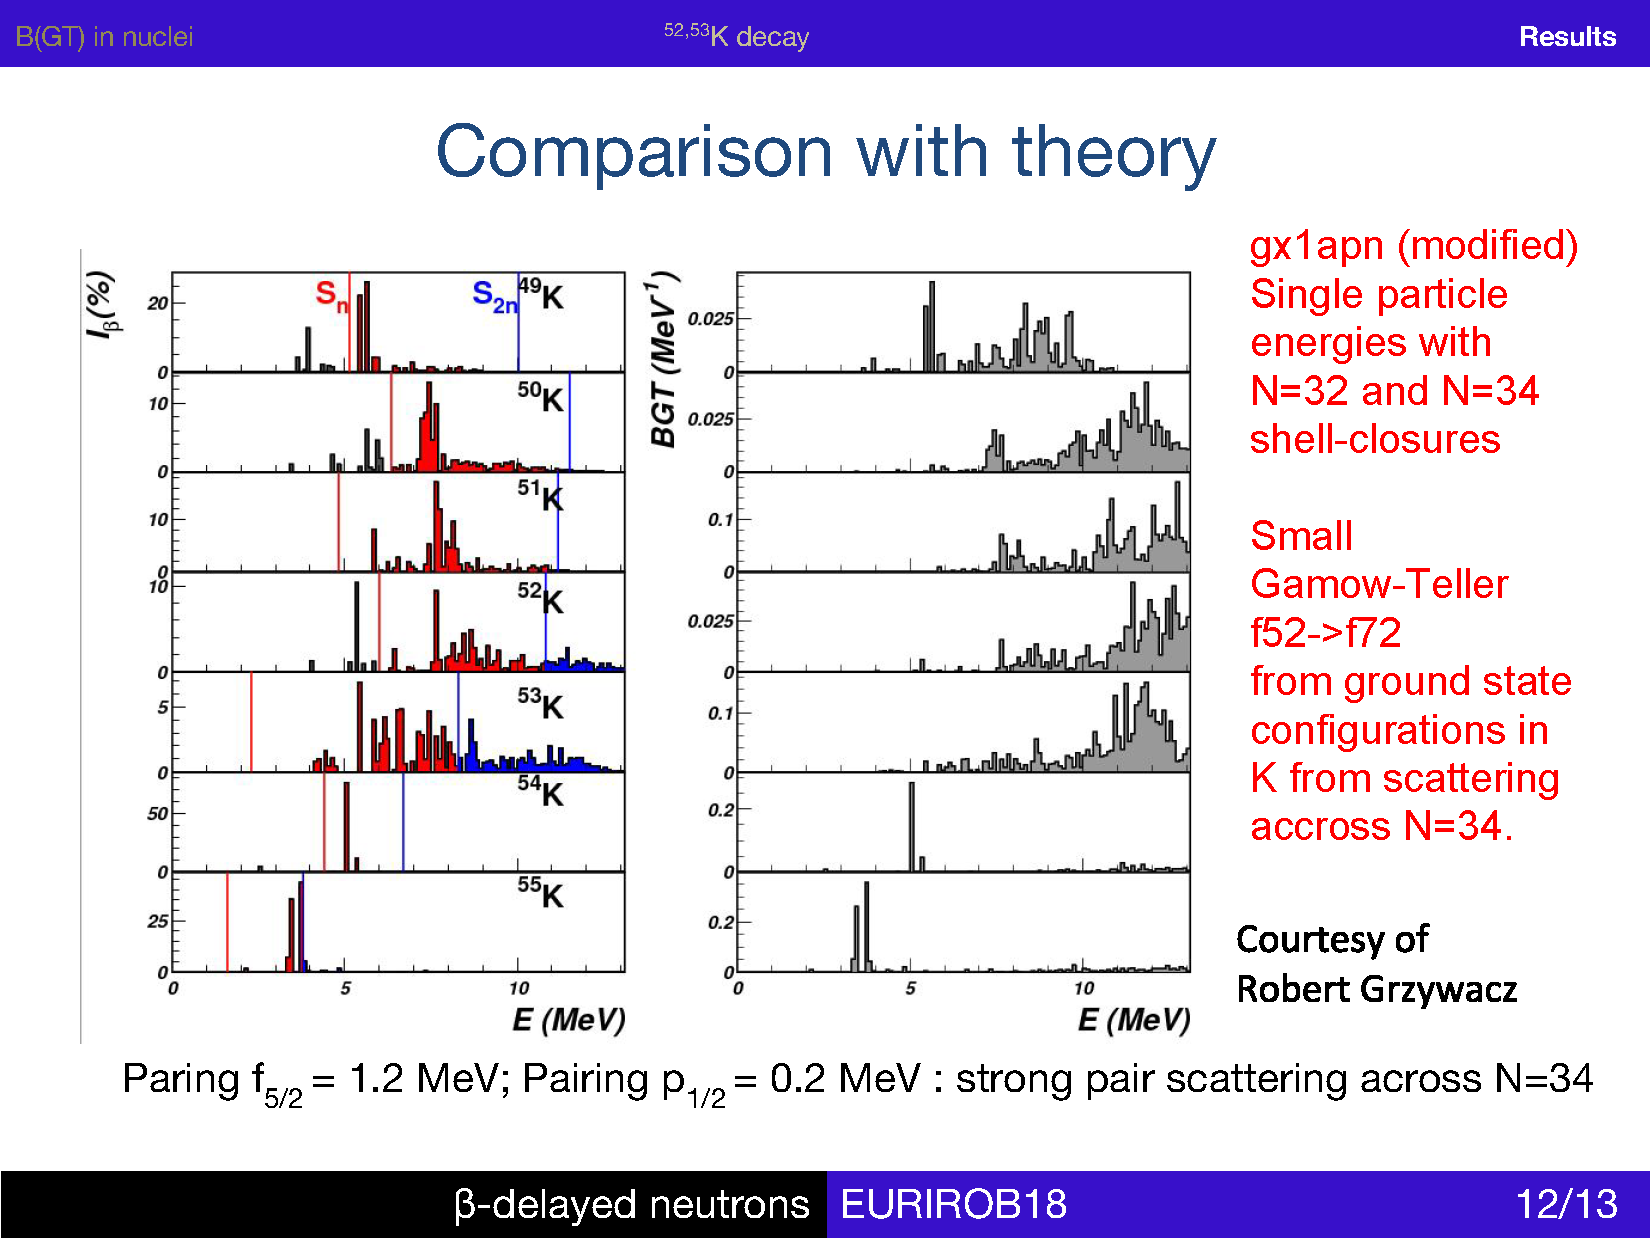 B(GT) in nuclei
52,53K decay
Results
Comparison with theory
Iβ(%)
Sn
S2n
49K
20
0
50K
10
0
51K
10
0
52K
10
0
53K
5
0
54K
50
0
55K
25
0
0
5
10
E (MeV)
BGT (MeV-1)
0.025
0
0.025
0
0.1
0
0.025
0
0.1
0
0.2
0
0.2
0
0
5
10
E (MeV)
gx1apn (modified)
Single particle
energies with
N=32 and N=34
shell-closures
Small
Gamow-Teller
f52->f72
from ground state
configurations in
K from scattering
accross N=34.
Courtesy of
Robert Grzywacz
Paring f5/2 = 1.2 MeV; Pairing p1/2 = 0.2 MeV : strong pair scattering across N=34
β-delayed neutrons
EURIROB18
12/13